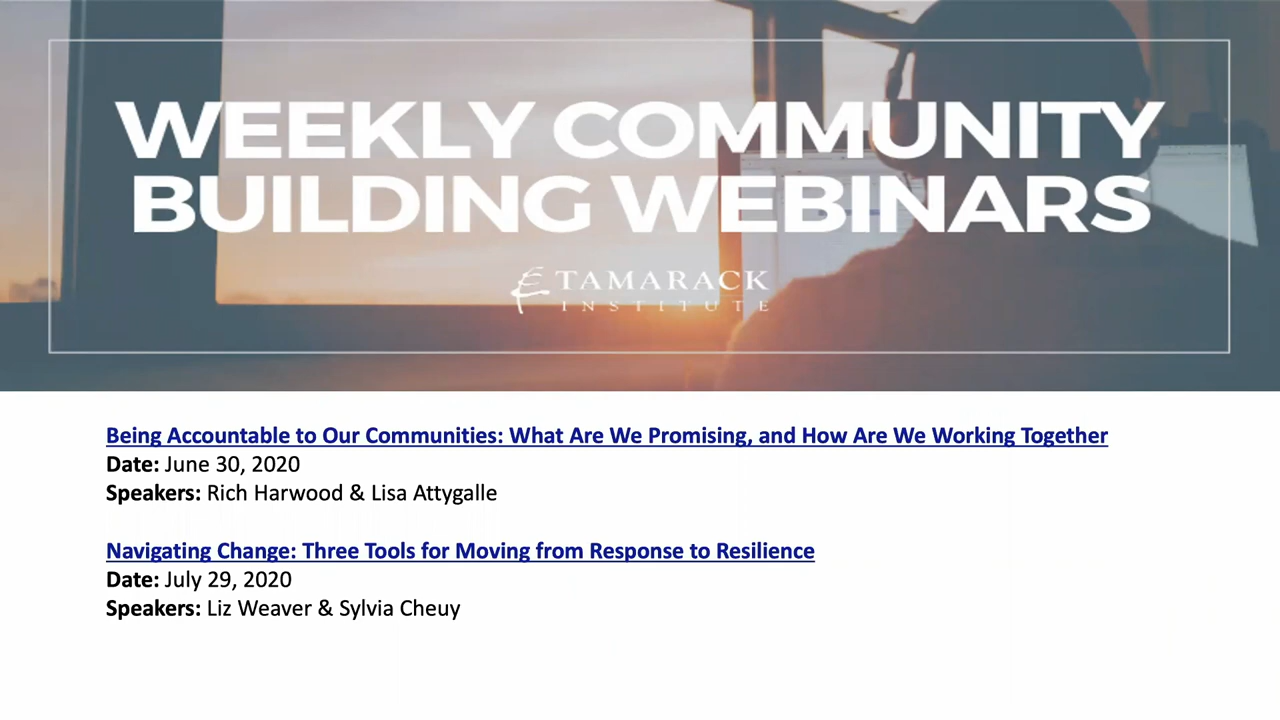 WEEKLY COMMUNITY
BUILDING WEBINARS
TAMARACK
INSTITUTE
Being Accountable to Our Communities: What Are We Promising, and How Are We Working Together
Date: June 30, 2020
Speakers: Rich Harwood & Lisa Attygalle
Navigating Change: Three Tools for Moving from Response to Resilience
Date: July 29, 2020
Speakers: Liz Weaver & Sylvia Cheuy